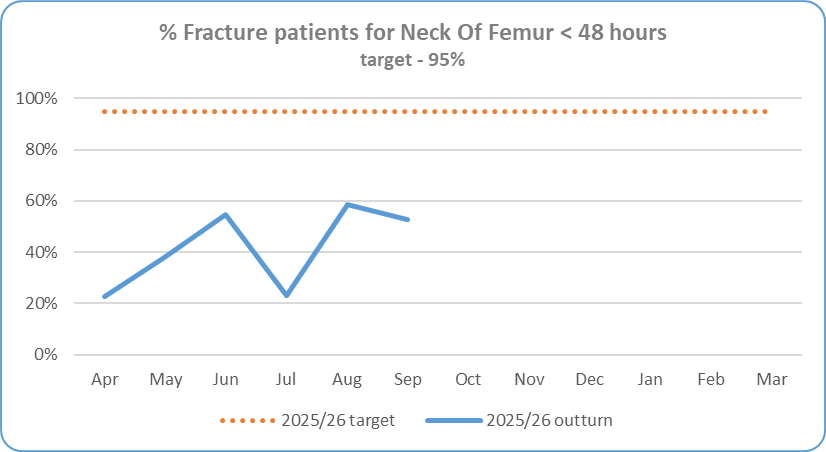 % Fracture patients for Neck Of Femur < 48 hours
target - 95%
100%
80%
60%
40%
20%
0%
Apr May Jun Jul Aug Sep Oct Nov Dec Jan Feb Mar
2025/26 target 2025/26 outturn